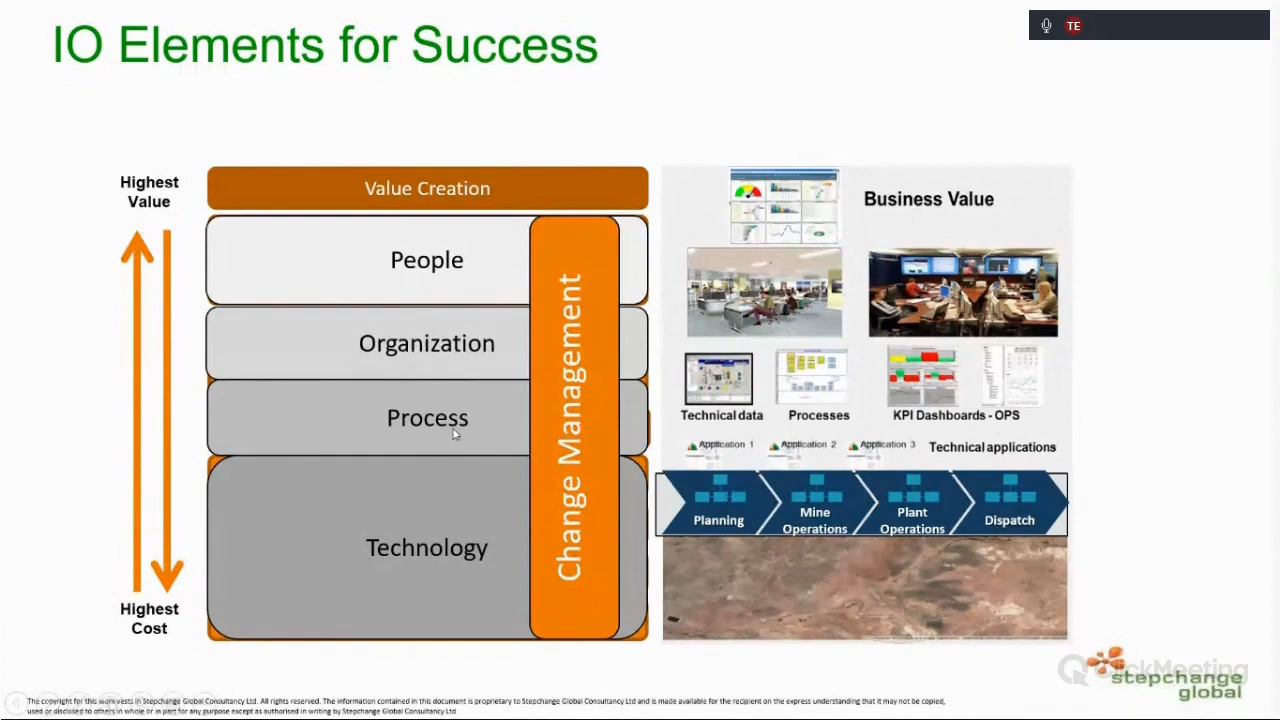 IO Elements for Success
TE
Highest
Value
Value Creation
People
Organization
Process
Technology
Change Management
Highest
Cost
Business Value
Technical data
Processes
KPI Dashboards - OPS
Application 1
Application 2
Application 3
Technical applications
Planning
Mine
Operations
Plant
Operations
Dispatch
ClickMeeting
stepchange
global
The copyright for this work vests in Stepchange Global Consultancy Ltd. All rights reserved. The information contained in this document is proprietary to Stepchange Global Consultancy Ltd and is made available for the recipient on the express understanding that it may not be copied,
used or disclosed to others in whole or in part for any purpose except as authorised in writing by Stepchange Global Consultancy Ltd